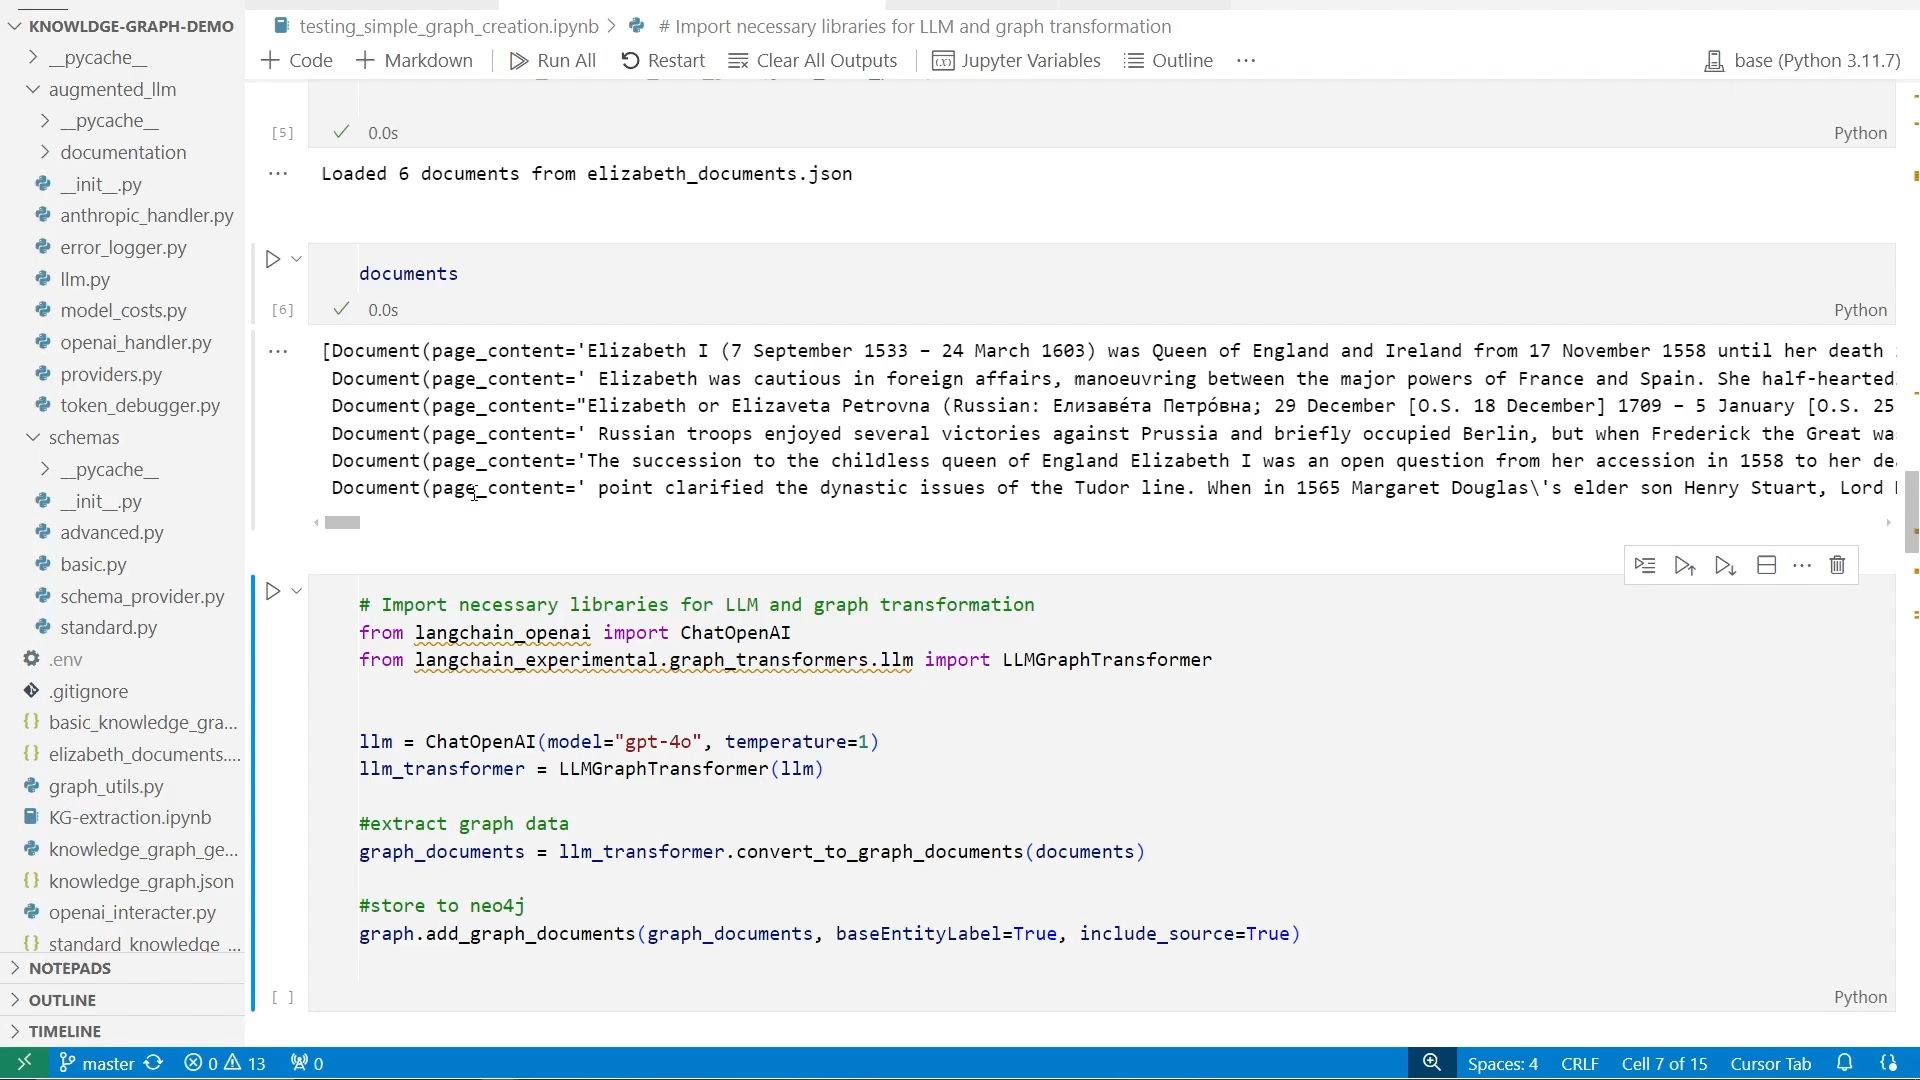 KNOWLDGE-GRAPH-DEMO
__pycache__
augmented_llm
__pycache__
documentation
__init__.py
anthropic_handler.py
error_logger.py
llm.py
model_costs.py
openai_handler.py
providers.py
token_debugger.py
schemas
__pycache__
__init__.py
advanced.py
basic.py
schema_provider.py
standard.py
.env
.gitignore
basic_knowledge_gra...
elizabeth_documents....
graph_utils.py
KG-extraction.ipynb
knowledge_graph_ge...
knowledge_graph.json
openai_interacter.py
standard_knowledge_...
NOTEPADS
OUTLINE
TIMELINE
testing_simple_graph_creation.ipynb > # Import necessary libraries for LLM and graph transformation
+ Code + Markdown Run All Restart Clear All Outputs Jupyter Variables Outline ... base (Python 3.11.7)
[5] 0.0s Python
Loaded 6 documents from elizabeth_documents.json
documents
[6] 0.0s Python
[Document(page_content='Elizabeth I (7 September 1533 – 24 March 1603) was Queen of England and Ireland from 17 November 1558 until her death
Document(page_content=' Elizabeth was cautious in foreign affairs, manoeuvring between the major powers of France and Spain. She half-hearted
Document(page_content="Elizabeth or Elizaveta Petrovna (Russian: Елизаве́та Петро́вна; 29 December [O.S. 18 December] 1709 – 5 January [O.S. 25
Document(page_content=' Russian troops enjoyed several victories against Prussia and briefly occupied Berlin, but when Frederick the Great wa
Document(page_content='The succession to the childless queen of England Elizabeth I was an open question from her accession in 1558 to her de
Document(page_content=' point clarified the dynastic issues of the Tudor line. When in 1565 Margaret Douglas\'s elder son Henry Stuart, Lord
# Import necessary libraries for LLM and graph transformation
from langchain_openai import ChatOpenAI
from langchain_experimental.graph_transformers.llm import LLMGraphTransformer
llm = ChatOpenAI(model="gpt-4o", temperature=1)
llm_transformer = LLMGraphTransformer(llm)
#extract graph data
graph_documents = llm_transformer.convert_to_graph_documents(documents)
#store to neo4j
graph.add_graph_documents(graph_documents, baseEntityLabel=True, include_source=True)
[ ] Python
master 0 13 0 Spaces: 4 CRLF Cell 7 of 15 Cursor Tab